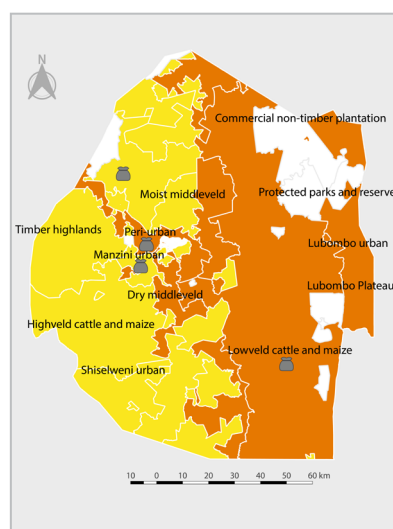 N
Commercial non-timber plantation
Protected parks and reserve
Moist middleveld
Timber highlands
Peri-urban
Lubombo urban
Manzini urban
Lubombo Plateau
Dry middleveld
Highveld cattle and maize
Lowveld cattle and maize
Shiselweni urban
10 0 10 20 30 40 50 60 km